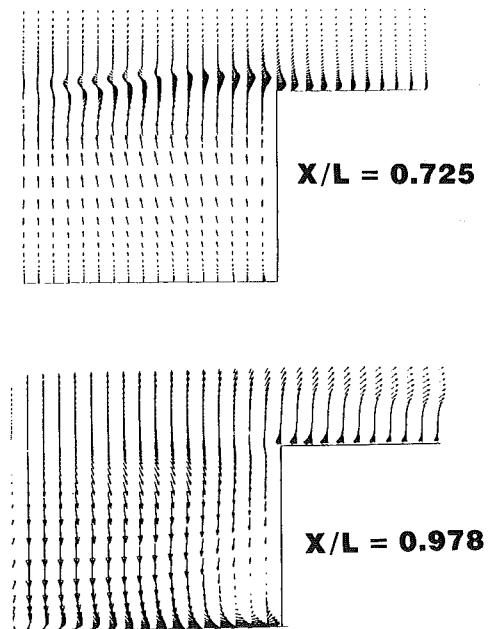 X/L = 0.725
X/L = 0.978